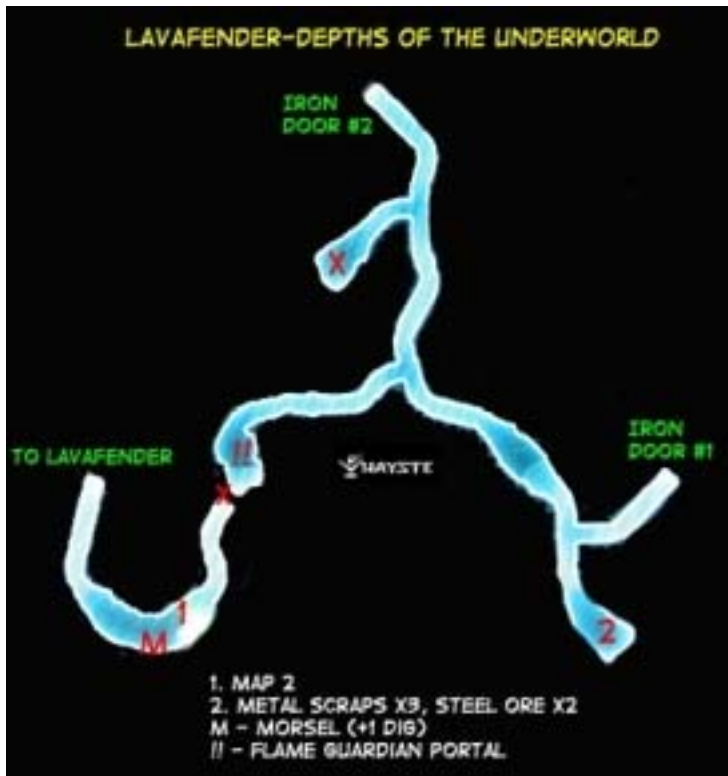 LAVAFENDER-DEPTHS OF THE UNDERWORLD
IRON
DOOR #2
X
TO LAVAFENDER
!!
HAYSTE
IRON
DOOR #1
X
1
M
2
1. MAP 2
2. METAL SCRAPS X3, STEEL ORE X2
M - MORSEL (+1 DIG)
!! - FLAME GUARDIAN PORTAL